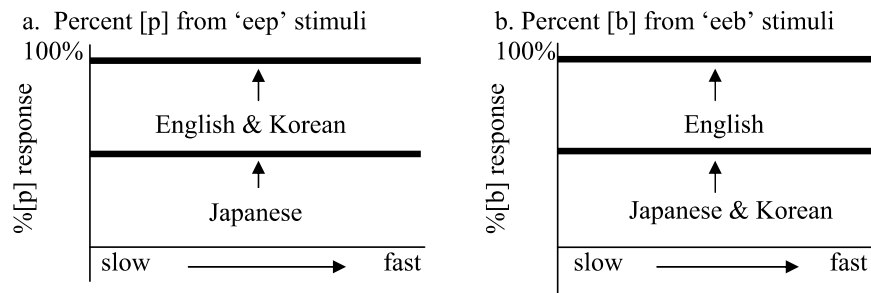 a. Percent [p] from ‘eep’ stimuli
100%
%[p] response
English & Korean
Japanese
slow
fast
b. Percent [b] from ‘eeb’ stimuli
100%
%[b] response
English
Japanese & Korean
slow
fast